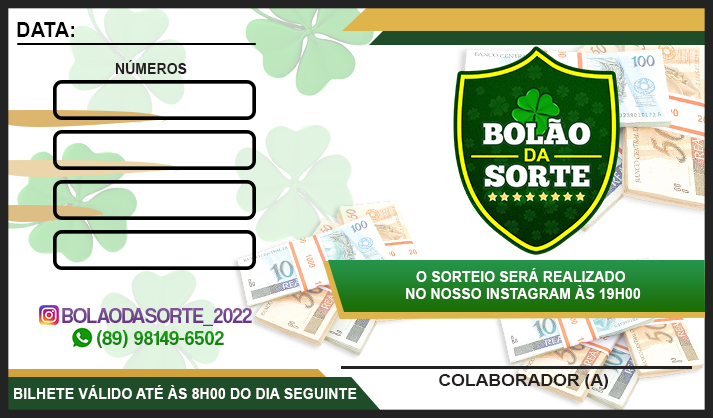 DATA:
NÚMEROS
BOLÃO
DA
SORTE
O SORTEIO SERÁ REALIZADO
NO NOSSO INSTAGRAM ÀS 19H00
BOLAODASORTE_2022
(89) 98149-6502
COLABORADOR (A)
BILHETE VÁLIDO ATÉ ÀS 8H00 DO DIA SEGUINTE